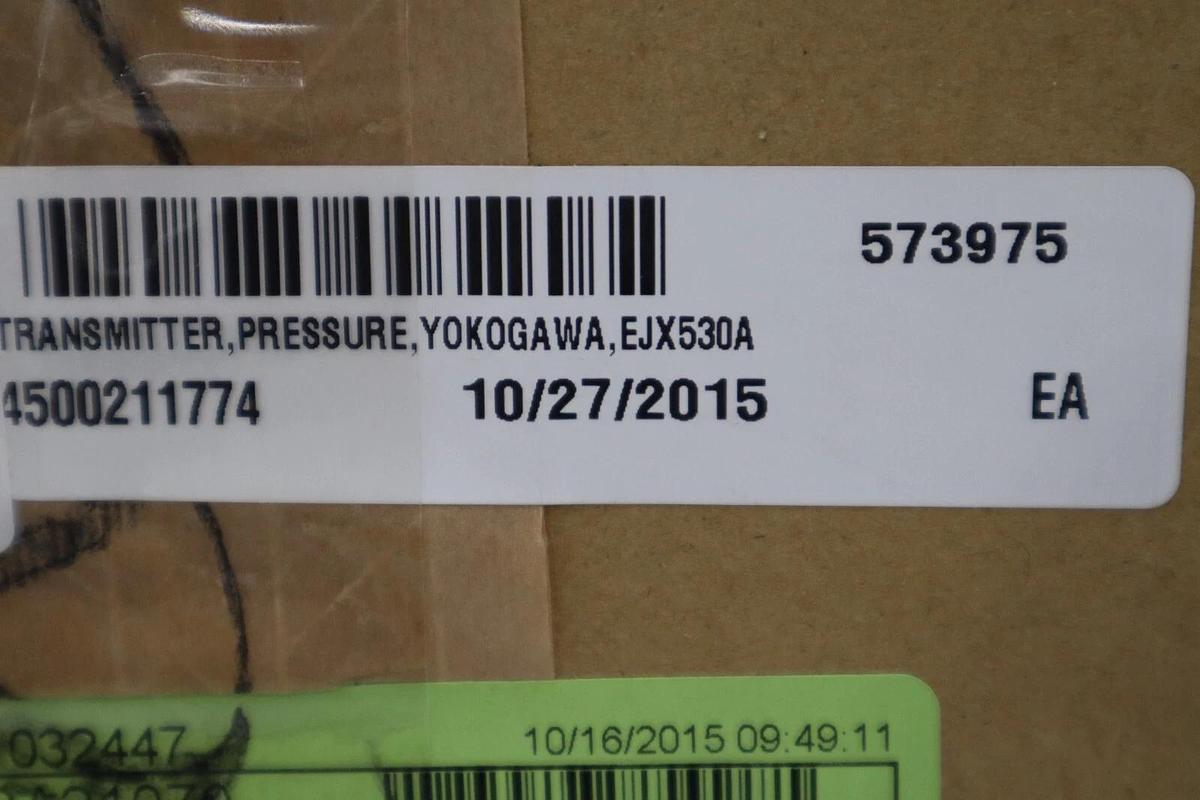 573975
TRANSMITTER,PRESSURE,YOKOGAWA,EJX530A
4500211774 10/27/2015 EA
032447 10/16/2015 09:49:11